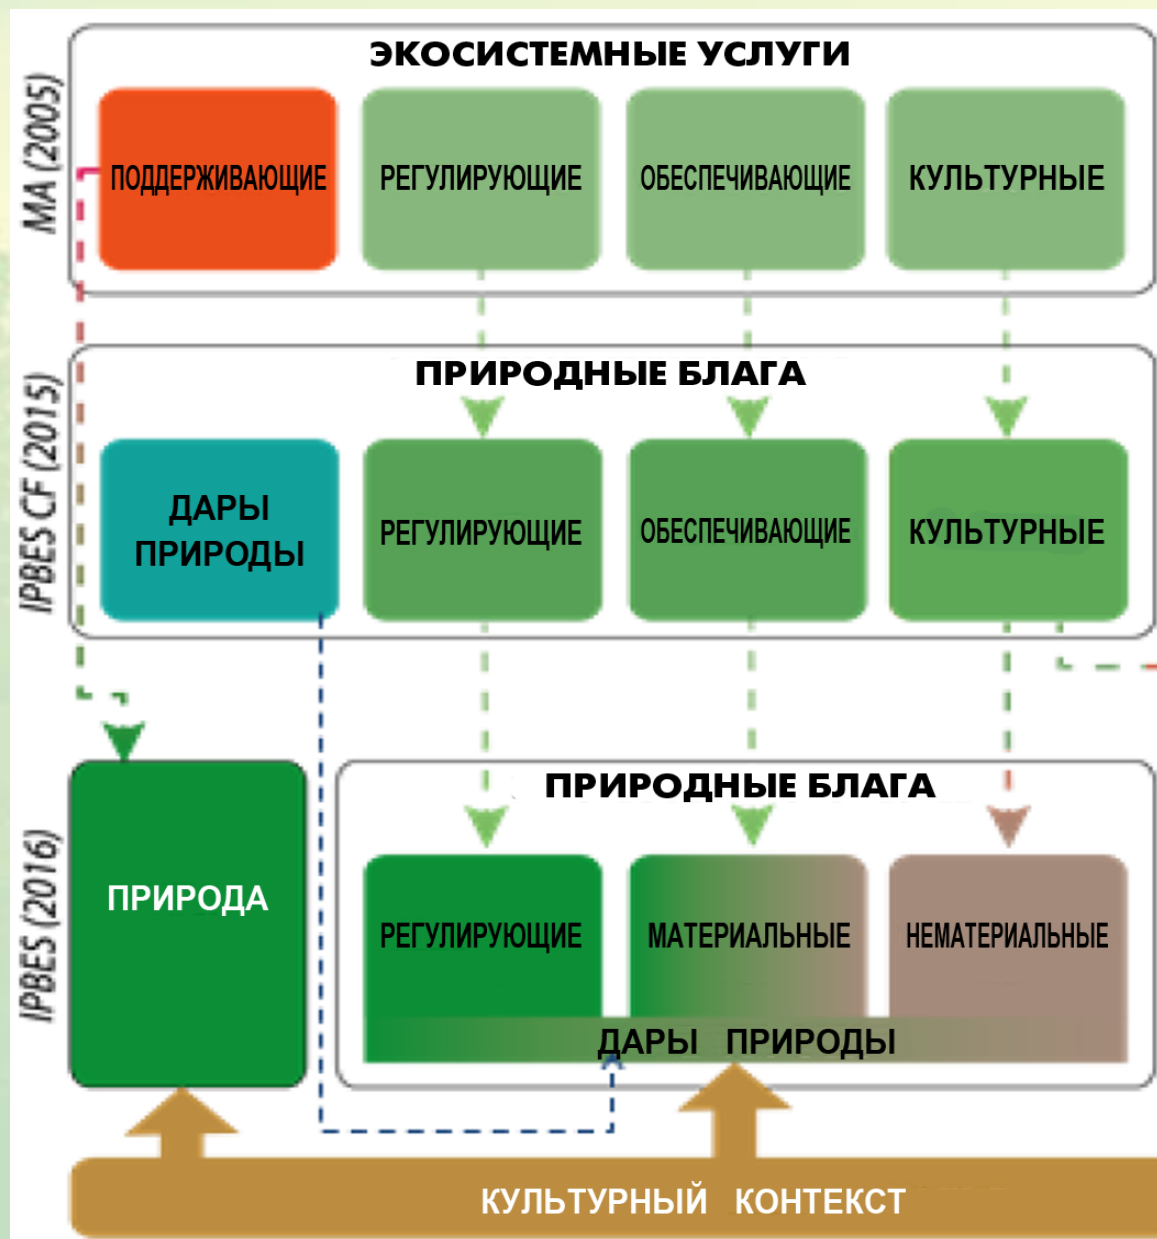 ЭКОСИСТЕМНЫЕ УСЛУГИ
MA (2005)
ПОДДЕРЖИВАЮЩИЕ
РЕГУЛИРУЮЩИЕ
ОБЕСПЕЧИВАЮЩИЕ
КУЛЬТУРНЫЕ
ПРИРОДНЫЕ БЛАГА
IPBES CF (2015)
ДАРЫ
ПРИРОДЫ
РЕГУЛИРУЮЩИЕ
ОБЕСПЕЧИВАЮЩИЕ
КУЛЬТУРНЫЕ
IPBES (2016)
ПРИРОДА
ПРИРОДНЫЕ БЛАГА
РЕГУЛИРУЮЩИЕ
МАТЕРИАЛЬНЫЕ
НЕМАТЕРИАЛЬНЫЕ
ДАРЫ ПРИРОДЫ
КУЛЬТУРНЫЙ КОНТЕКСТ